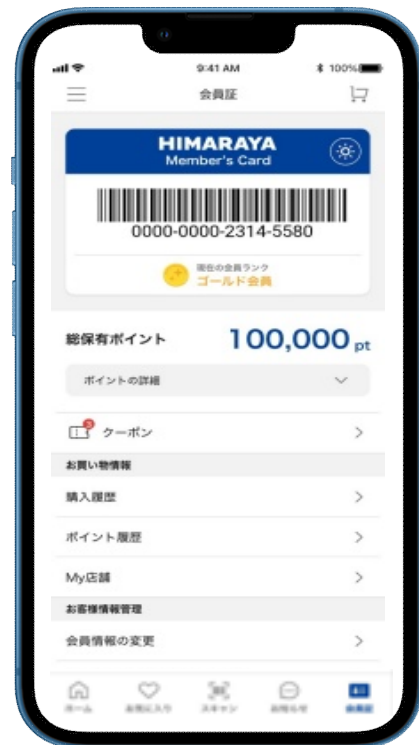 9:41 AM
100%
会員証
HIMARAYA
Member's Card
0000-0000-2314-5580
現在の会員ランク
ゴールド会員
総保有ポイント
100,000 pt
ポイントの詳細
3
クーポン
お買い物情報
購入履歴
ポイント履歴
My店舗
お客様情報管理
会員情報の変更
ホーム
お気に入り
スキャン
お知らせ
会員証